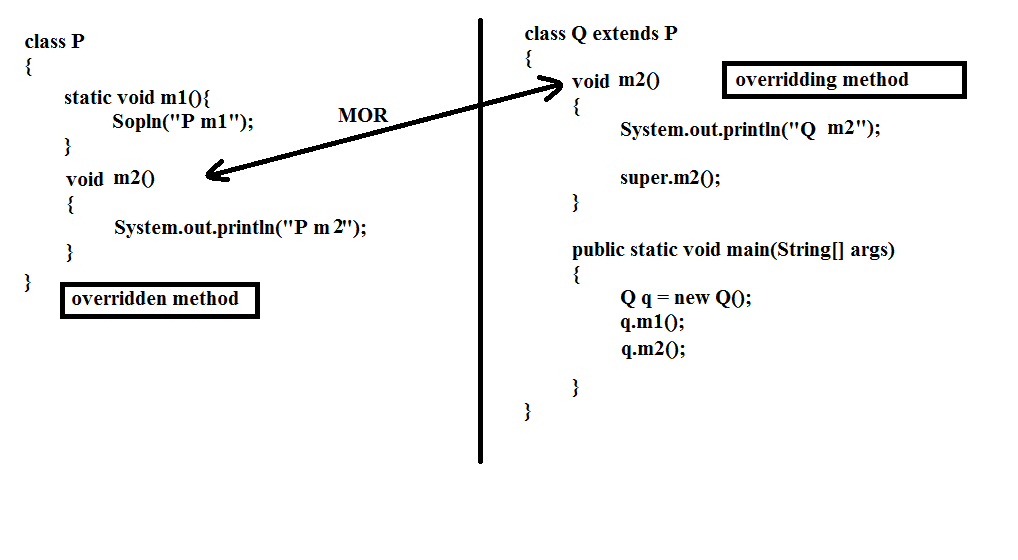 class P
{
static void m1(){
Sopln("P m1");
}
void m2()
{
System.out.println("P m2");
}
}
overridden method
MOR
class Q extends P
{
void m2()
overridding method
{
System.out.println("Q m2");
super.m2();
}
public static void main(String[] args)
{
Q q = new Q();
q.m1();
q.m2();
}
}